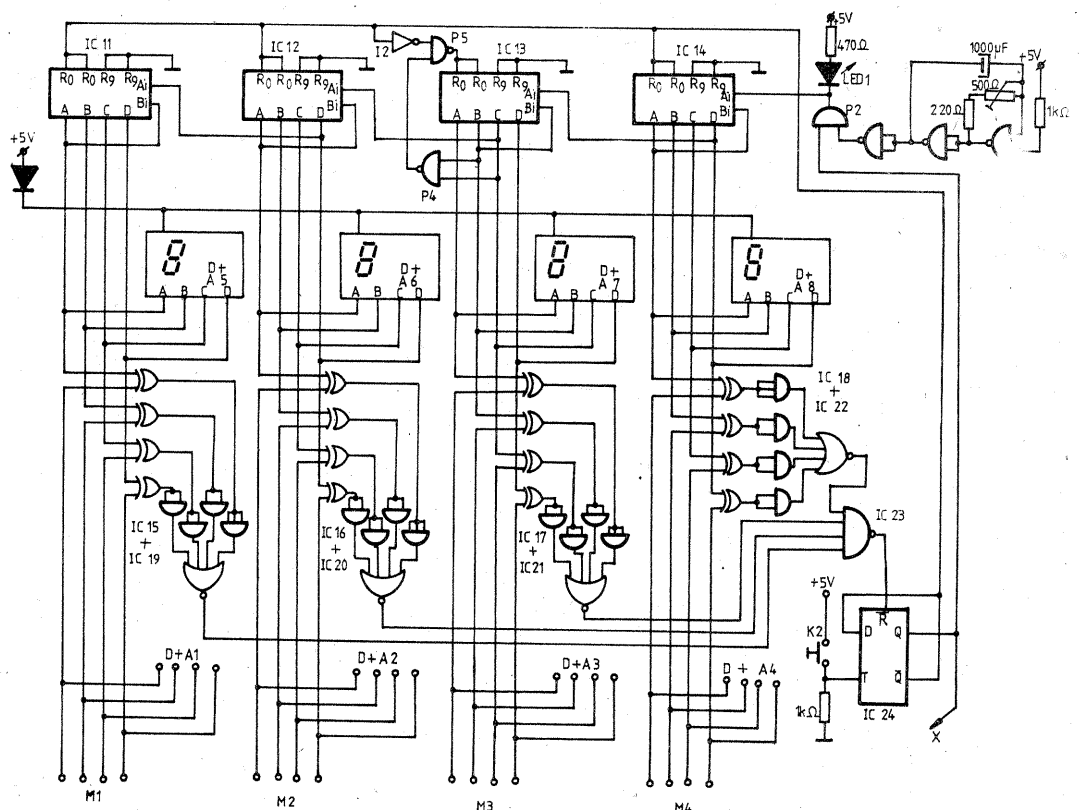 +5V
P5
IC 11
IC 12
I2
IC 13
IC 14
470Ω
LED1
1000µF
+5V
500Ω
220Ω
1kΩ
P2
R0 R0 R9 R9 Ai
Bi
A B C D
R0 R0 R9 R9 Ai
Bi
A B C D
R0 R0 R9 R9 Ai
Bi
A B C D
R0 R0 R9 R9 Ai
Bi
A B C D
+5V
P4
8 D+
A 5
A B C D
8 D+
A 6
A B C D
8 D+
A 7
A B C D
8 D+
A 8
A B C D
IC 18
+
IC 22
IC 15
+
IC 19
IC 16
+
IC 20
IC 17
+
IC21
IC 23
+5V
K2
R
D Q
T Q
1kΩ
IC 24
X
D+A1
D+A2
D+A3
D + A4
M1
M2
M3
M4